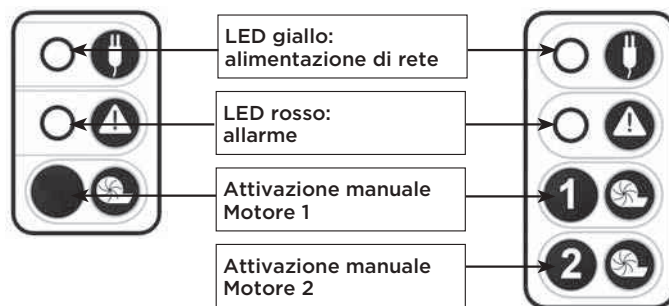 LED giallo:
alimentazione di rete
LED rosso:
allarme
Attivazione manuale
Motore 1
1
Attivazione manuale
Motore 2
2